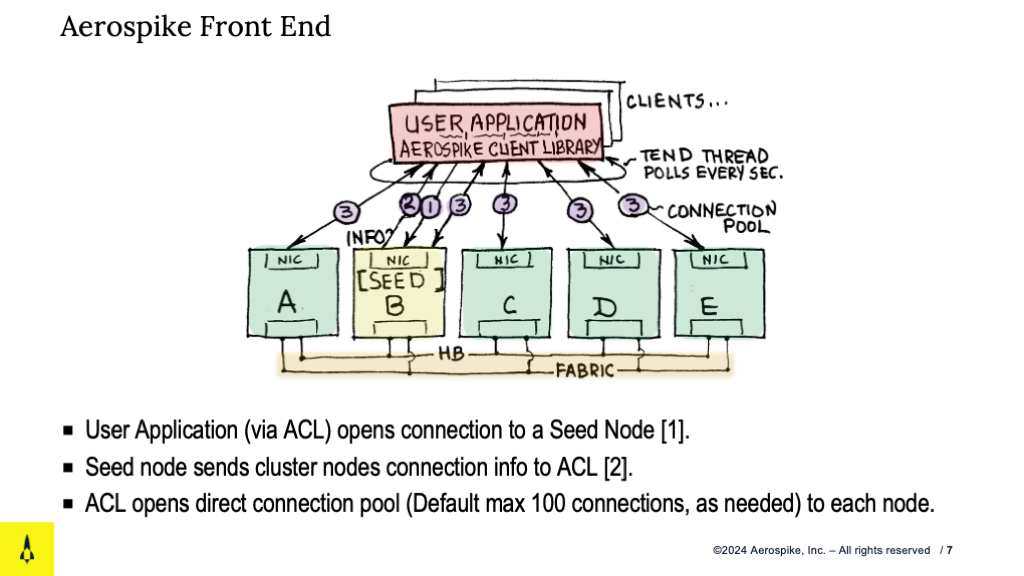 Aerospike Front End
CLIENTS...
USER APPLICATION
AEROSPIKE CLIENT LIBRARY
TEND THREAD
POLLS EVERY SEC.
3 2 1 3 3 3 3
CONNECTION
POOL
INFO?
NIC NIC NIC NIC NIC
[SEED]
A B C D E
HB
FABRIC
▪ User Application (via ACL) opens connection to a Seed Node [1].
▪ Seed node sends cluster nodes connection info to ACL [2].
▪ ACL opens direct connection pool (Default max 100 connections, as needed) to each node.
©2024 Aerospike, Inc. – All rights reserved / 7